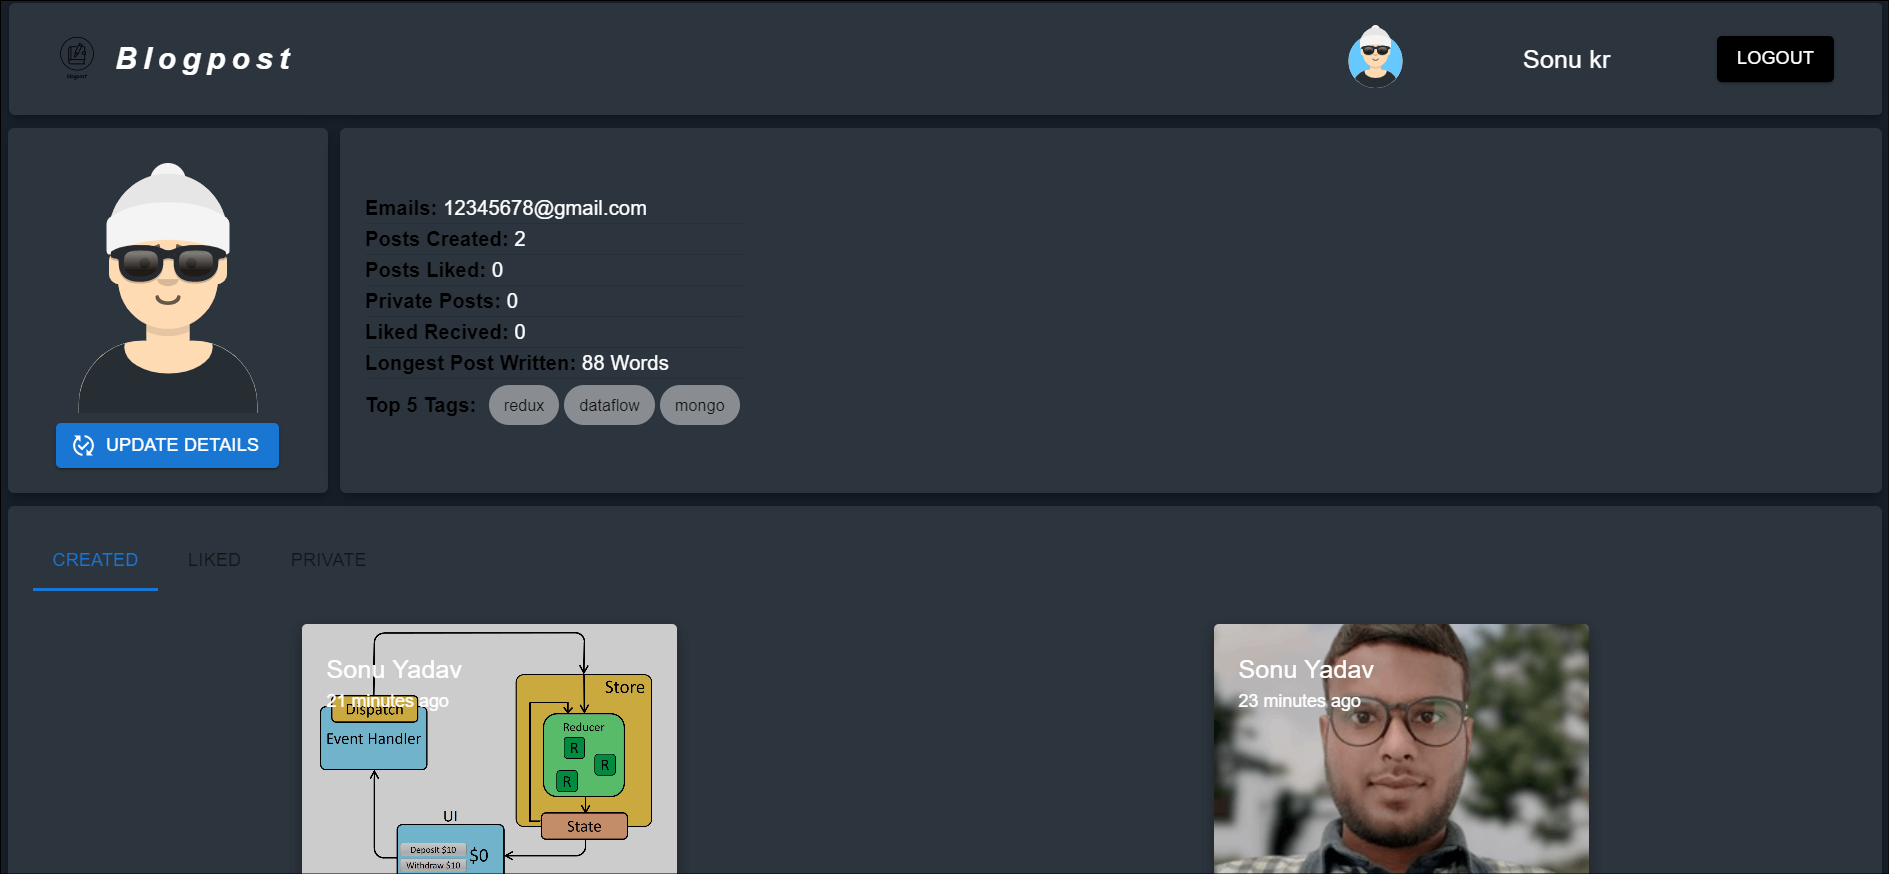 blogposT
Blogpost
Sonu kr
LOGOUT
Emails: 12345678@gmail.com
Posts Created: 2
Posts Liked: 0
Private Posts: 0
Liked Recived: 0
Longest Post Written: 88 Words
Top 5 Tags: redux dataflow mongo
UPDATE DETAILS
CREATED LIKED PRIVATE
Sonu Yadav
21 minutes ago
Dispatch
Event Handler
Store
Reducer
R
R
R
State
UI
Deposit $10
Withdraw $10
$0
Sonu Yadav
23 minutes ago